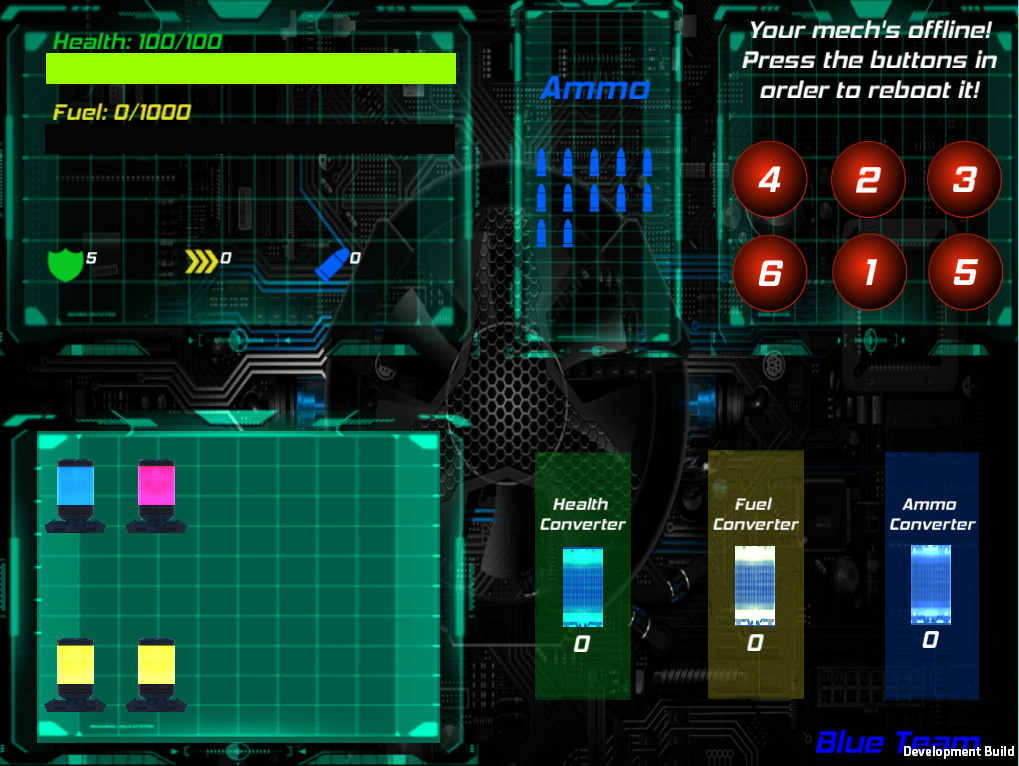 Health: 100/100
Fuel: 0/1000
5
0
0
Ammo
Your mech's offline!
Press the buttons in
order to reboot it!
4 2 3
6 1 5
Health
Converter
0
Fuel
Converter
0
Ammo
Converter
0
Blue Team
Development Build